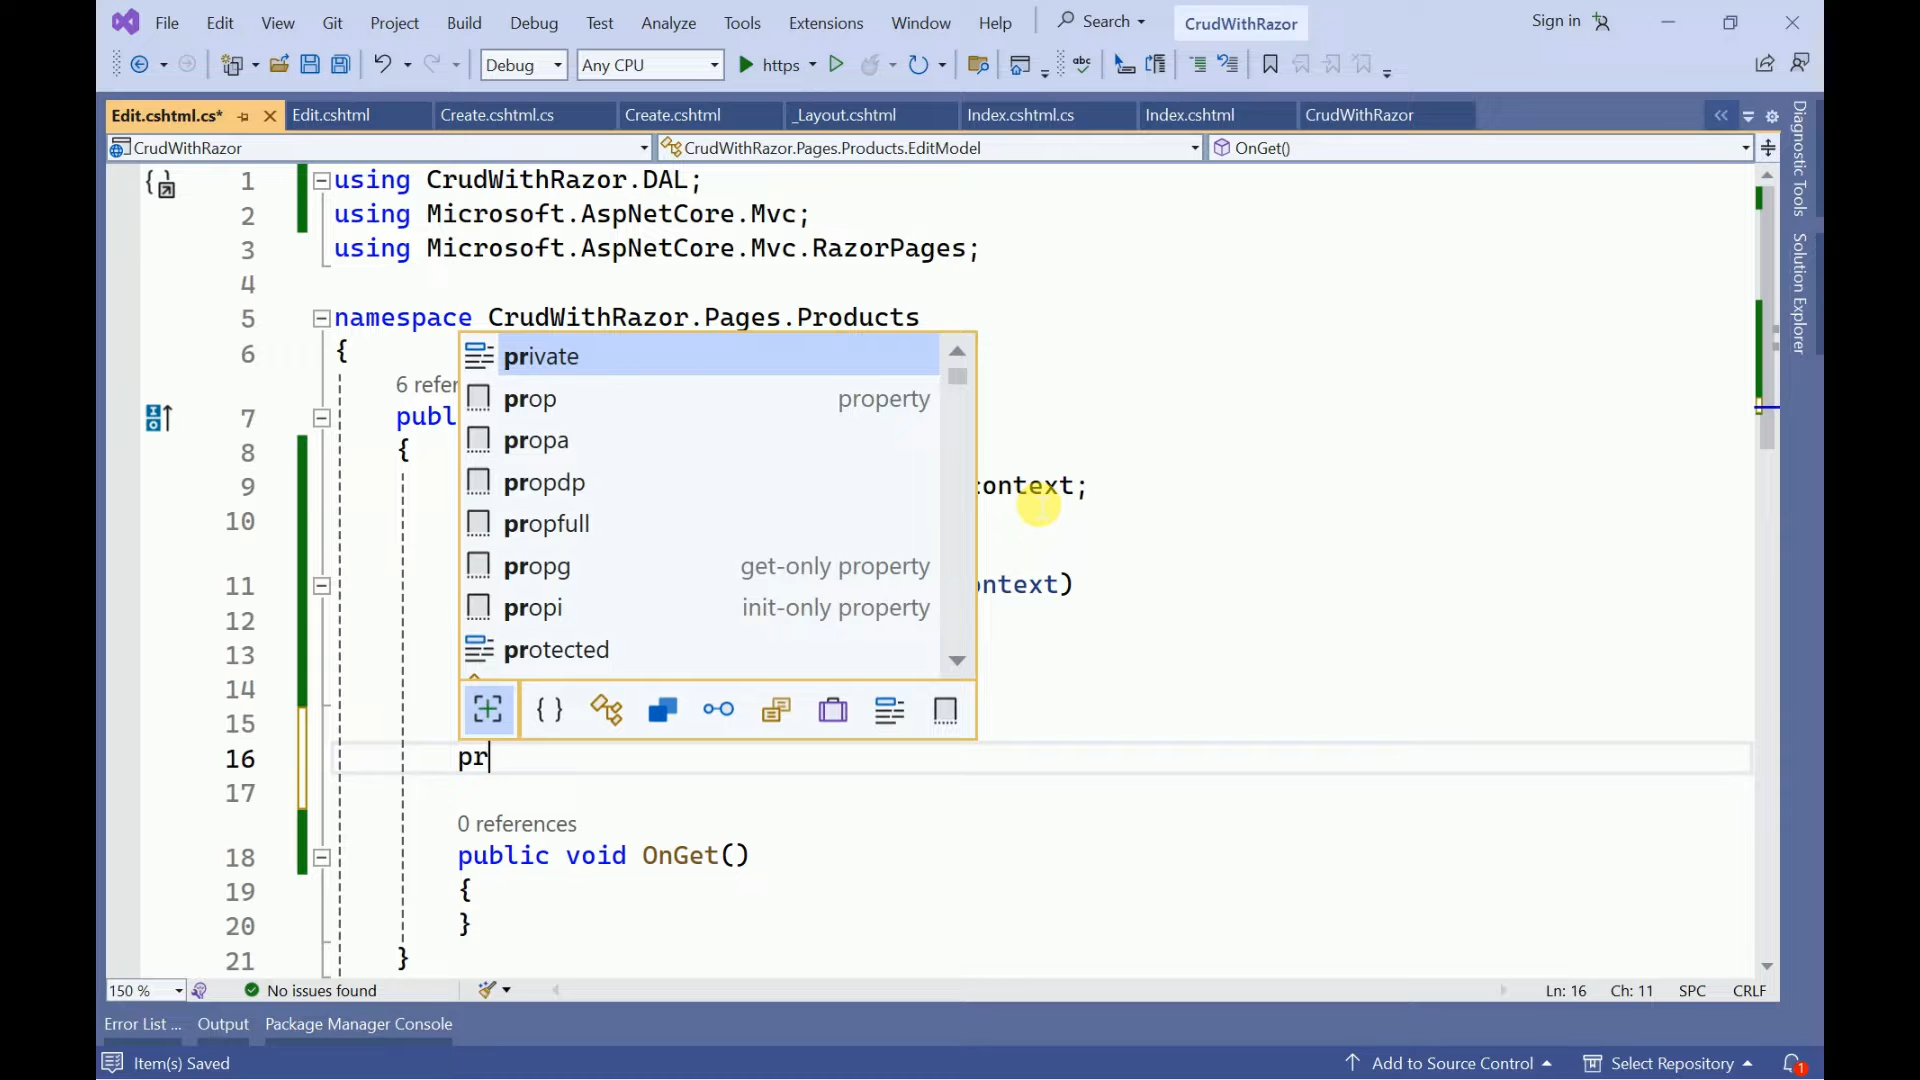 File Edit View Git Project Build Debug Test Analyze Tools Extensions Window Help Search CrudWithRazor Sign in
Debug Any CPU https abc
Edit.cshtml.cs* Edit.cshtml Create.cshtml.cs Create.cshtml _Layout.cshtml Index.cshtml.cs Index.cshtml CrudWithRazor
CrudWithRazor CrudWithRazor.Pages.Products.EditModel OnGet()
1 using CrudWithRazor.DAL;
2 using Microsoft.AspNetCore.Mvc;
3 using Microsoft.AspNetCore.Mvc.RazorPages;
4
5 namespace CrudWithRazor.Pages.Products
6 {
6 refer
7 publ
8 {
9 context;
10
11 ontext)
12
13
14
15
16 pr
17
0 references
18 public void OnGet()
19 {
20 }
21 }
private
prop property
propa
propdp
propfull
propg get-only property
propi init-only property
protected
150 % No issues found Ln: 16 Ch: 11 SPC CRLF
Error List ... Output Package Manager Console
Item(s) Saved Add to Source Control Select Repository 1
Diagnostic Tools
Solution Explorer